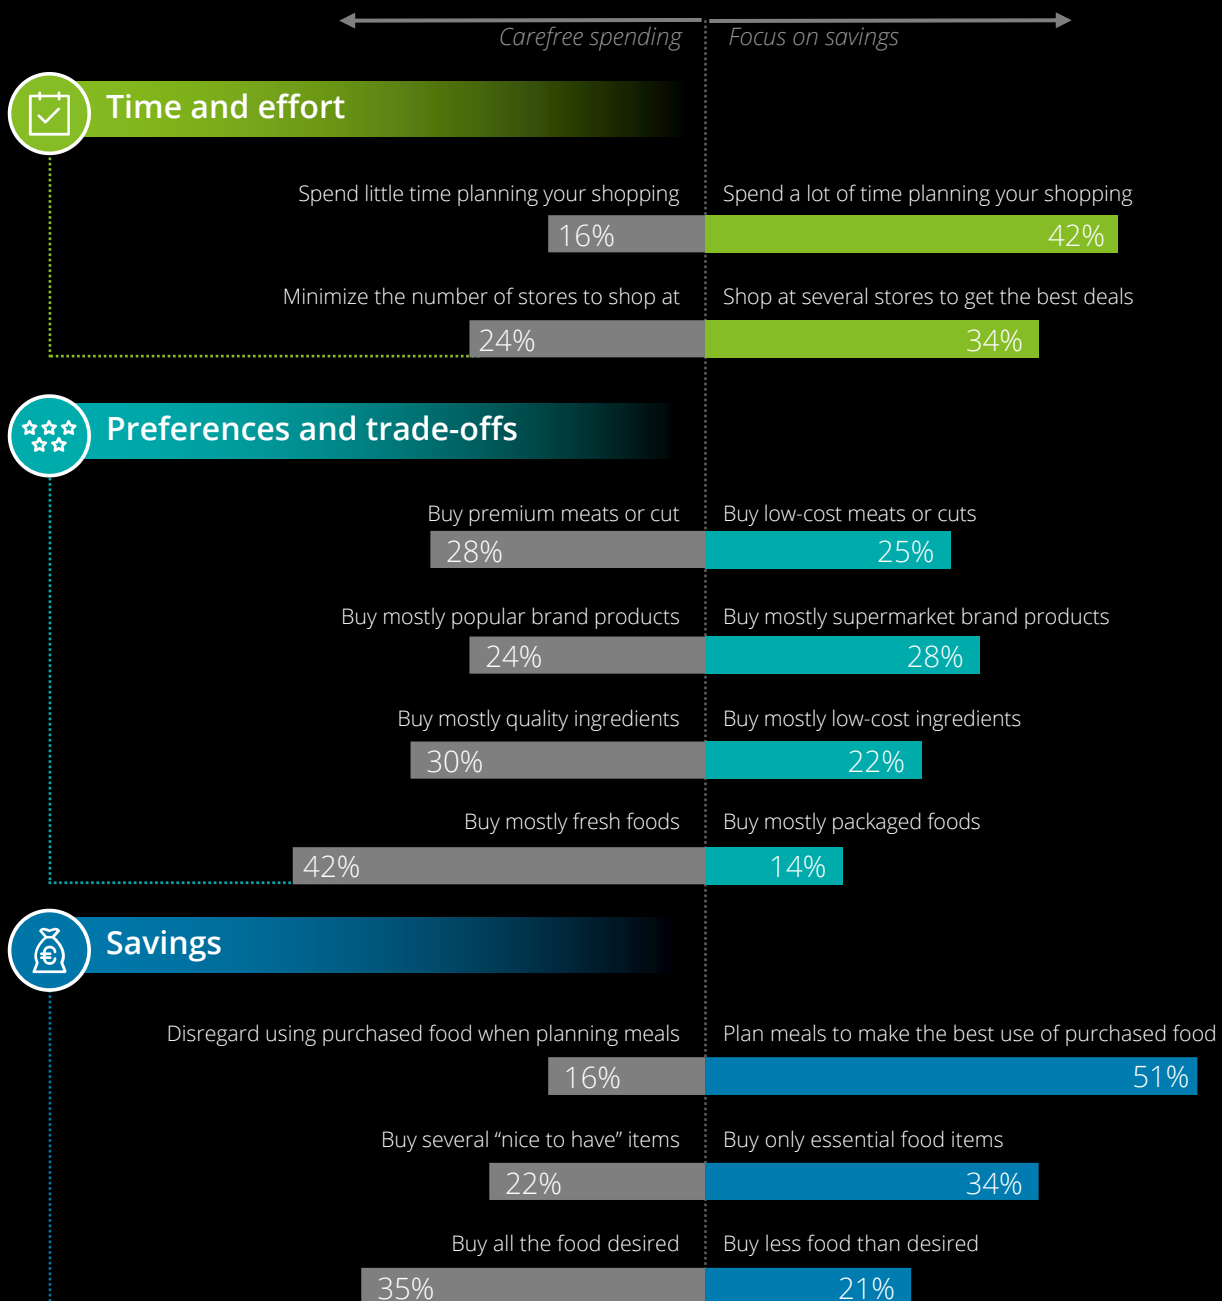 Carefree spending
Focus on savings
Time and effort
Spend little time planning your shopping
Spend a lot of time planning your shopping
16%
42%
Minimize the number of stores to shop at
Shop at several stores to get the best deals
24%
34%
Preferences and trade-offs
Buy premium meats or cut
Buy low-cost meats or cuts
28%
25%
Buy mostly popular brand products
Buy mostly supermarket brand products
24%
28%
Buy mostly quality ingredients
Buy mostly low-cost ingredients
30%
22%
Buy mostly fresh foods
Buy mostly packaged foods
42%
14%
€
Savings
Disregard using purchased food when planning meals
Plan meals to make the best use of purchased food
16%
51%
Buy several “nice to have” items
Buy only essential food items
22%
34%
Buy all the food desired
Buy less food than desired
35%
21%